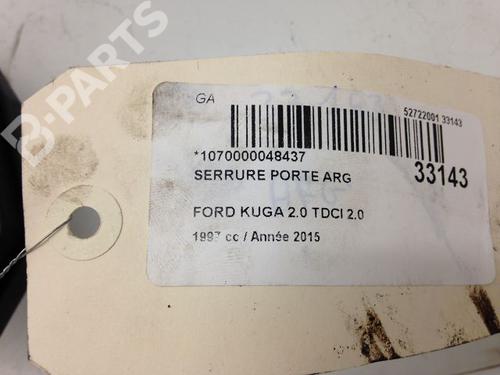 GA
52722001 33143
*1070000048437
SERRURE PORTE ARG
33143
FORD KUGA 2.0 TDCI 2.0
1997 cc / Année 2015
B-PARTS